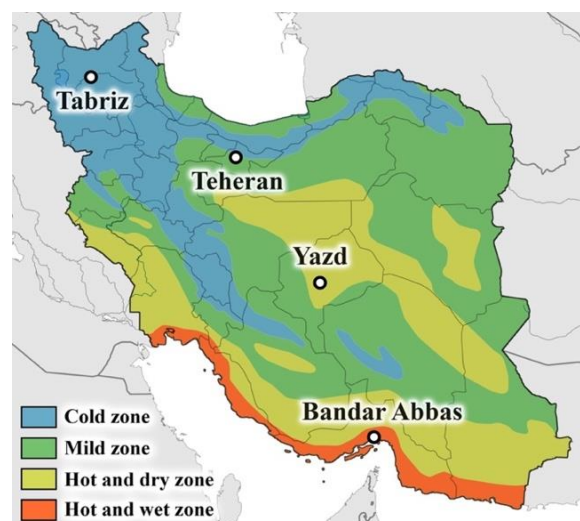 Tabriz
Teheran
Yazd
Bandar Abbas
Cold zone
Mild zone
Hot and dry zone
Hot and wet zone